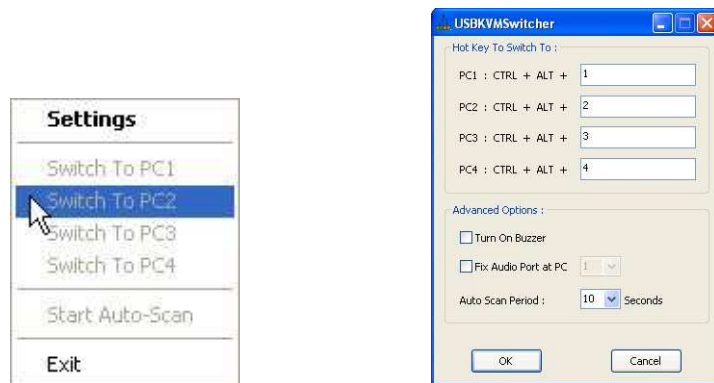 Settings
Switch To PC1
Switch To PC2
Switch To PC3
Switch To PC4
Start Auto-Scan
Exit
USBKVMSwitcher
Hot Key To Switch To :
PC1 : CTRL + ALT + 1
PC2 : CTRL + ALT + 2
PC3 : CTRL + ALT + 3
PC4 : CTRL + ALT + 4
Advanced Options :
Turn On Buzzer
Fix Audio Port at PC 1
Auto Scan Period : 10 Seconds
OK Cancel